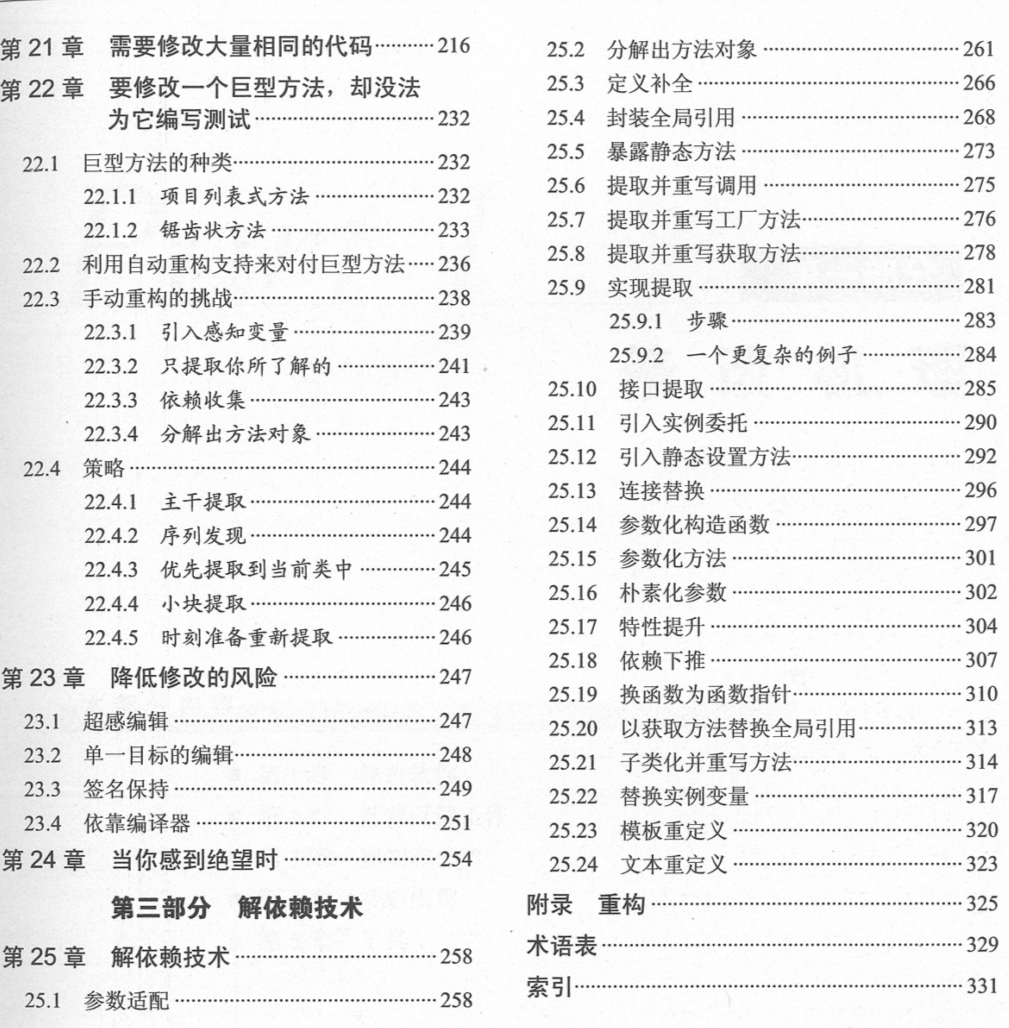 第 21 章 需要修改大量相同的代码………216
第 22 章 要修改一个巨型方法，却没法
为它编写测试………232
22.1 巨型方法的种类………232
22.1.1 项目列表式方法………232
22.1.2 锯齿状方法………233
22.2 利用自动重构支持来对付巨型方法……236
22.3 手动重构的挑战………238
22.3.1 引入感知变量………239
22.3.2 只提取你所了解的………241
22.3.3 依赖收集………243
22.3.4 分解出方法对象………243
22.4 策略………244
22.4.1 主干提取………244
22.4.2 序列发现………244
22.4.3 优先提取到当前类中………245
22.4.4 小块提取………246
22.4.5 时刻准备重新提取………246
第 23 章 降低修改的风险………247
23.1 超感编辑………247
23.2 单一目标的编辑………248
23.3 签名保持………249
23.4 依靠编译器………251
第 24 章 当你感到绝望时………254
第三部分 解依赖技术
第 25 章 解依赖技术………258
25.1 参数适配………258
25.2 分解出方法对象………261
25.3 定义补全………266
25.4 封装全局引用………268
25.5 暴露静态方法………273
25.6 提取并重写调用………275
25.7 提取并重写工厂方法………276
25.8 提取并重写获取方法………278
25.9 实现提取………281
25.9.1 步骤………283
25.9.2 一个更复杂的例子………284
25.10 接口提取………285
25.11 引入实例委托………290
25.12 引入静态设置方法………292
25.13 连接替换………296
25.14 参数化构造函数………297
25.15 参数化方法………301
25.16 朴素化参数………302
25.17 特性提升………304
25.18 依赖下推………307
25.19 换函数为函数指针………310
25.20 以获取方法替换全局引用………313
25.21 子类化并重写方法………314
25.22 替换实例变量………317
25.23 模板重定义………320
25.24 文本重定义………323
附录 重构………325
术语表………329
索引………331